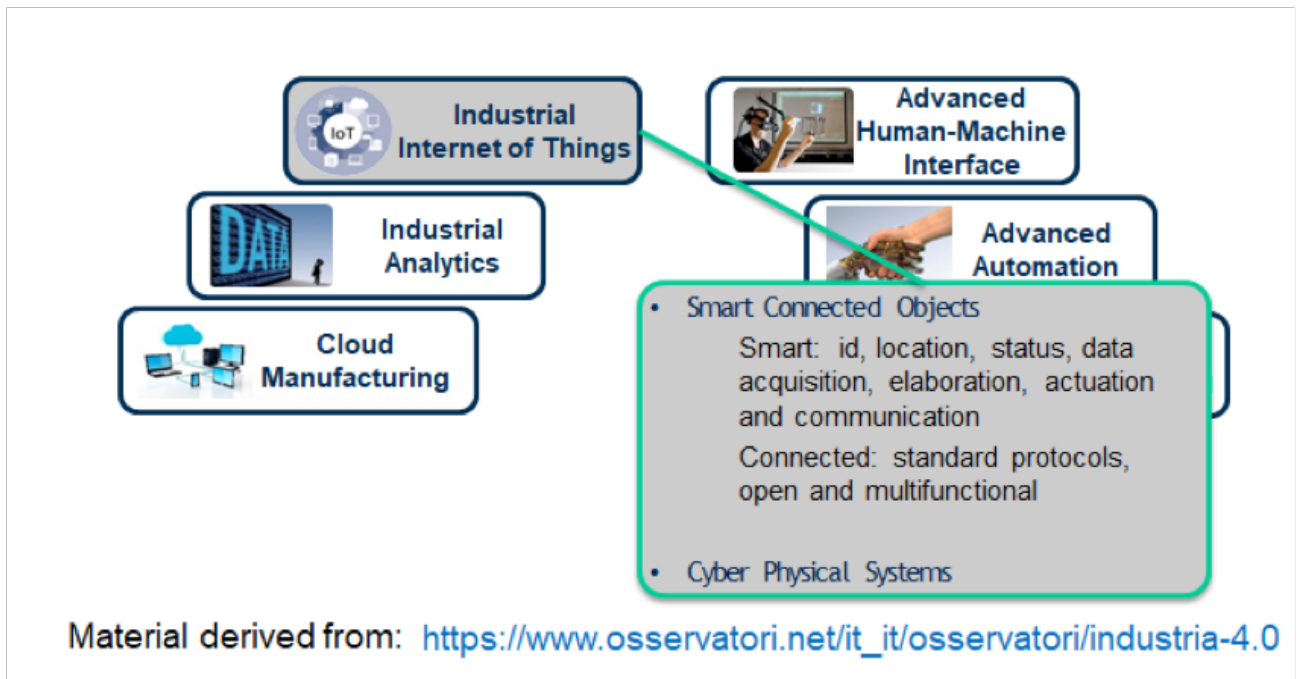 IoT
Industrial
Internet of Things
Advanced
Human-Machine
Interface
DATA
Industrial
Analytics
Advanced
Automation
Cloud
Manufacturing
• Smart Connected Objects
Smart: id, location, status, data
acquisition, elaboration, actuation
and communication
Connected: standard protocols,
open and multifunctional
• Cyber Physical Systems
Material derived from: https://www.osservatori.net/it_it/osservatori/industria-4.0